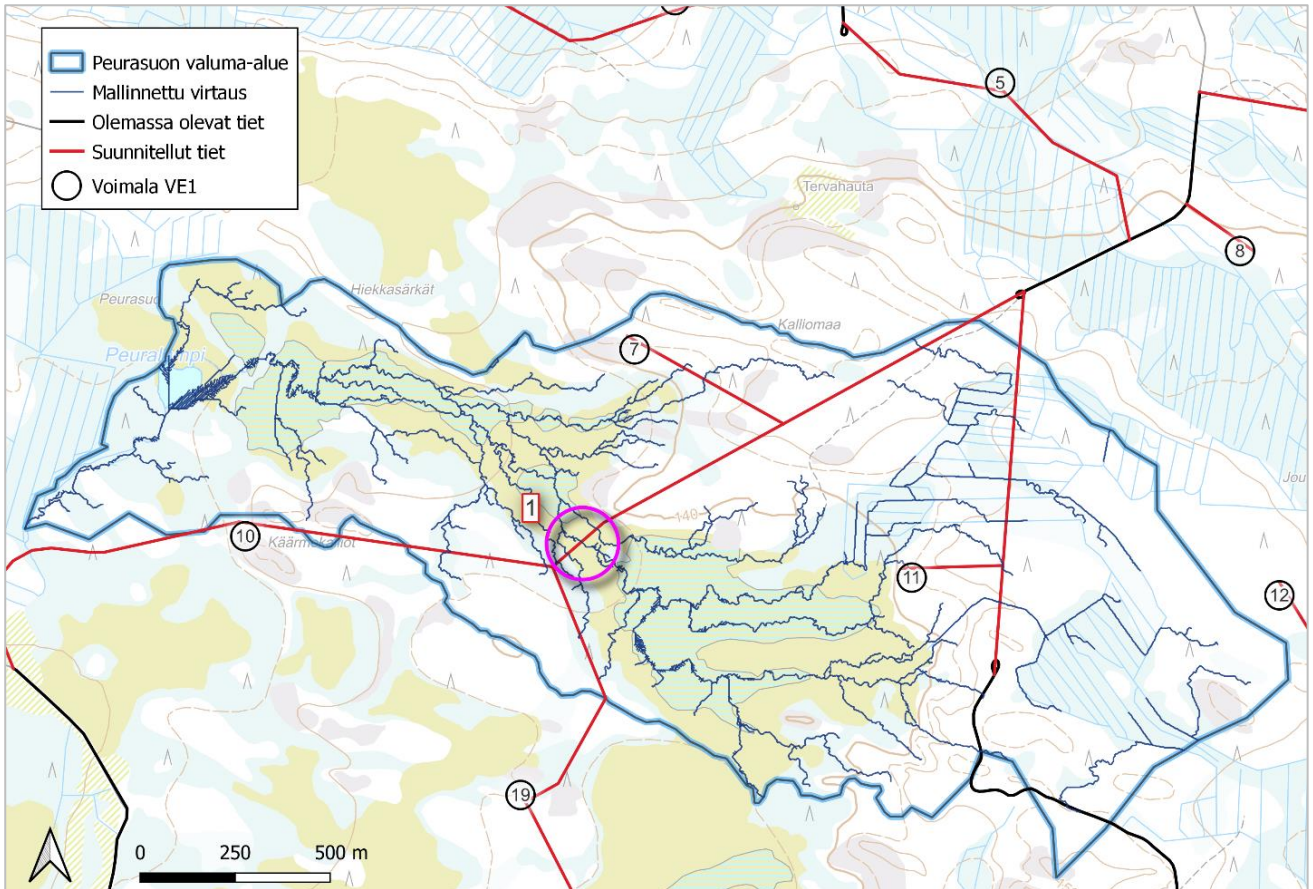 Peurasuon valuma-alue
Mallinnettu virtaus
Olemassa olevat tiet
Suunnitellut tiet
Voimala VE1
5
Tervahauta
8
Hiekkasärkät
Peurasuo
Kalliomaa
7
Peuralampi
1
140
10
Käärmekalliot
11
12
19
0 250 500 m